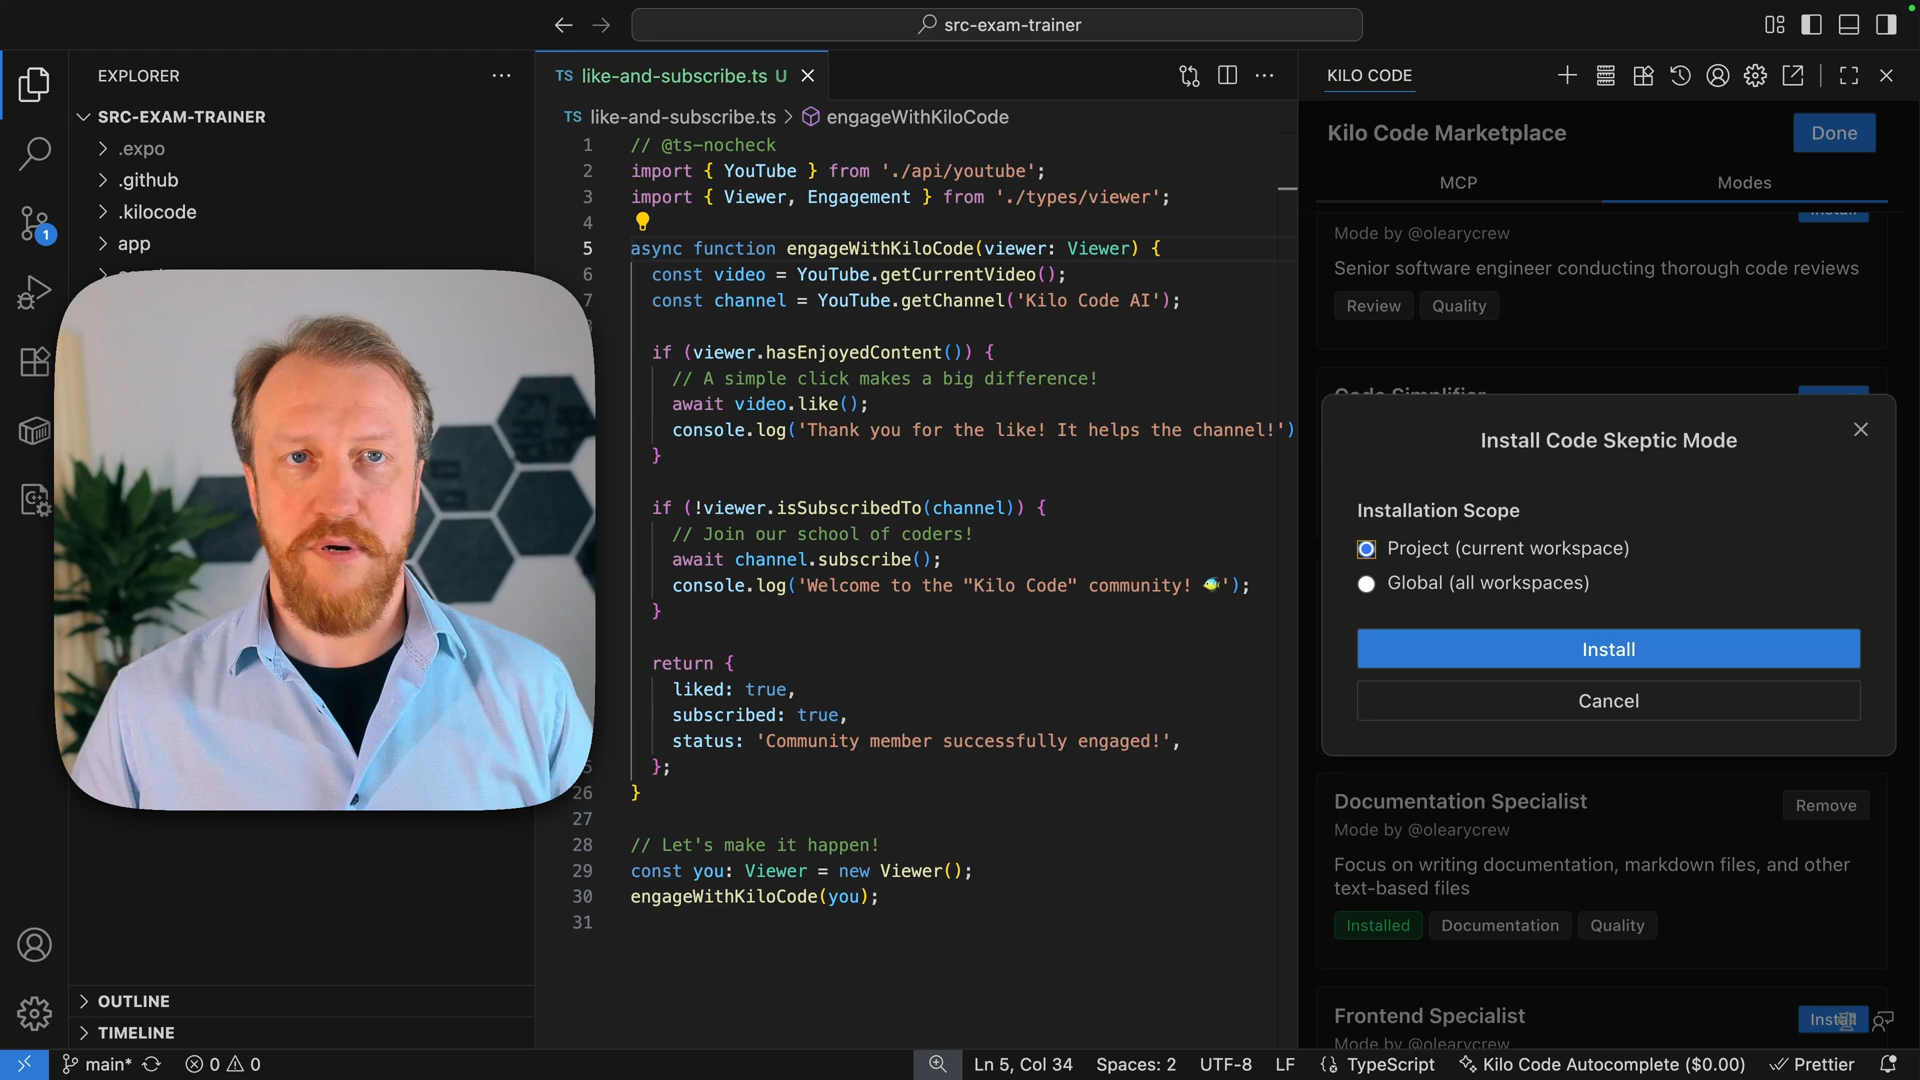 src-exam-trainer
EXPLORER
SRC-EXAM-TRAINER
.expo
.github
.kilocode
app
1
OUTLINE
TIMELINE
TS like-and-subscribe.ts U
TS like-and-subscribe.ts > engageWithKiloCode
1 // @ts-nocheck
2 import { YouTube } from './api/youtube';
3 import { Viewer, Engagement } from './types/viewer';
4
5 async function engageWithKiloCode(viewer: Viewer) {
6 const video = YouTube.getCurrentVideo();
7 const channel = YouTube.getChannel('Kilo Code AI');
if (viewer.hasEnjoyedContent()) {
// A simple click makes a big difference!
await video.like();
console.log('Thank you for the like! It helps the channel!')
}
if (!viewer.isSubscribedTo(channel)) {
// Join our school of coders!
await channel.subscribe();
console.log('Welcome to the "Kilo Code" community! 🐠');
}
return {
liked: true,
subscribed: true,
status: 'Community member successfully engaged!',
};
26 }
27
28 // Let's make it happen!
29 const you: Viewer = new Viewer();
30 engageWithKiloCode(you);
31
KILO CODE
Kilo Code Marketplace
Done
MCP
Modes
Install
Mode by @olearycrew
Senior software engineer conducting thorough code reviews
Review
Quality
Code Simplifier
Install Code Skeptic Mode
Installation Scope
Project (current workspace)
Global (all workspaces)
Install
Cancel
Documentation Specialist
Remove
Mode by @olearycrew
Focus on writing documentation, markdown files, and other
text-based files
Installed
Documentation
Quality
Frontend Specialist
Install
Mode by @olearycrew
main*
0
0
Ln 5, Col 34
Spaces: 2
UTF-8
LF
TypeScript
Kilo Code Autocomplete ($0.00)
Prettier